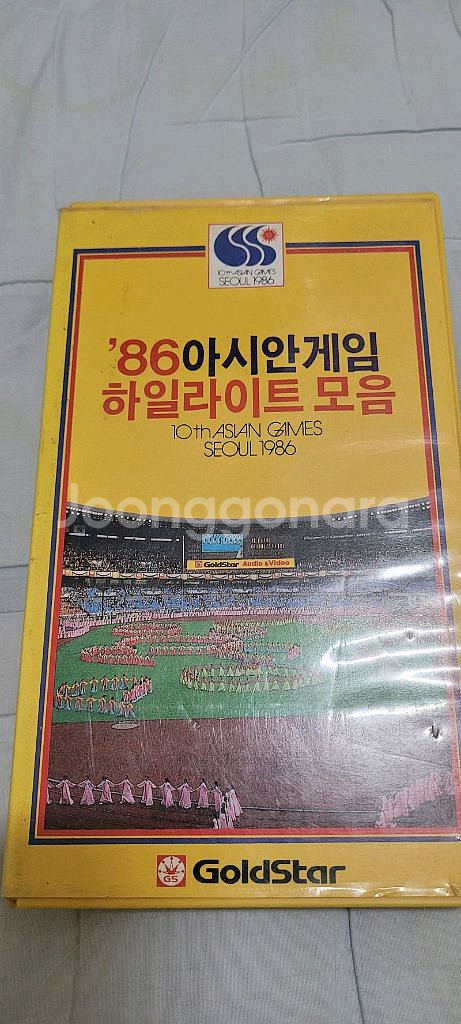 10th ASIAN GAMES
SEOUL 1986
'86아시안게임
하일라이트 모음
10th ASIAN GAMES
SEOUL 1986
Joonggonara
GoldStar Audio & Video
GS
GoldStar